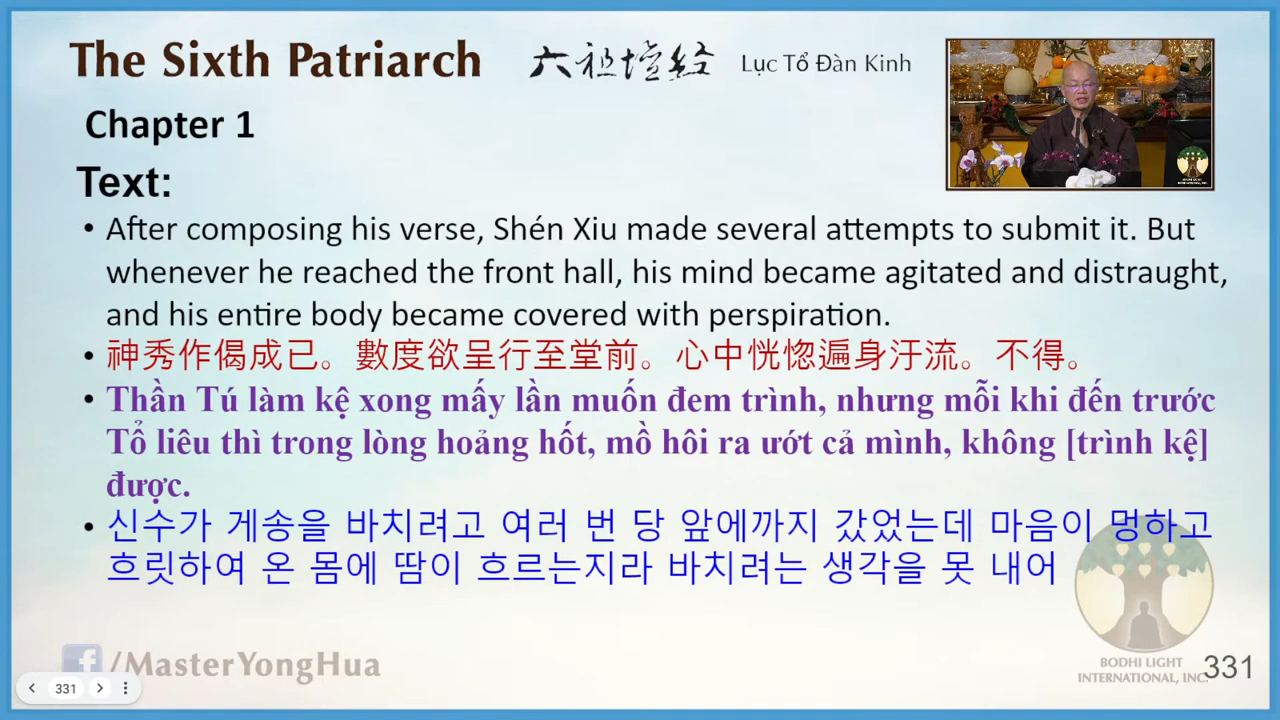 The Sixth Patriarch 六祖壇経 Lục Tổ Đàn Kinh
Chapter 1
Text:
• After composing his verse, Shén Xiu made several attempts to submit it. But
whenever he reached the front hall, his mind became agitated and distraught,
and his entire body became covered with perspiration.
• 神秀作偈成已。數度欲呈行至堂前。心中恍惚遍身汙流。不得。
• Thần Tú làm kệ xong mấy lần muốn đem trình, nhưng mỗi khi đến trước
Tổ liêu thì trong lòng hoảng hốt, mồ hôi ra ướt cả mình, không [trình kệ]
được.
• 신수가 게송을 바치려고 여러 번 당 앞에까지 갔었는데 마음이 멍하고
흐릿하여 온 몸에 땀이 흐르는지라 바치려는 생각을 못 내어
f/MasterYongHua
331
BODHI LIGHT
INTERNATIONAL, INC.
331